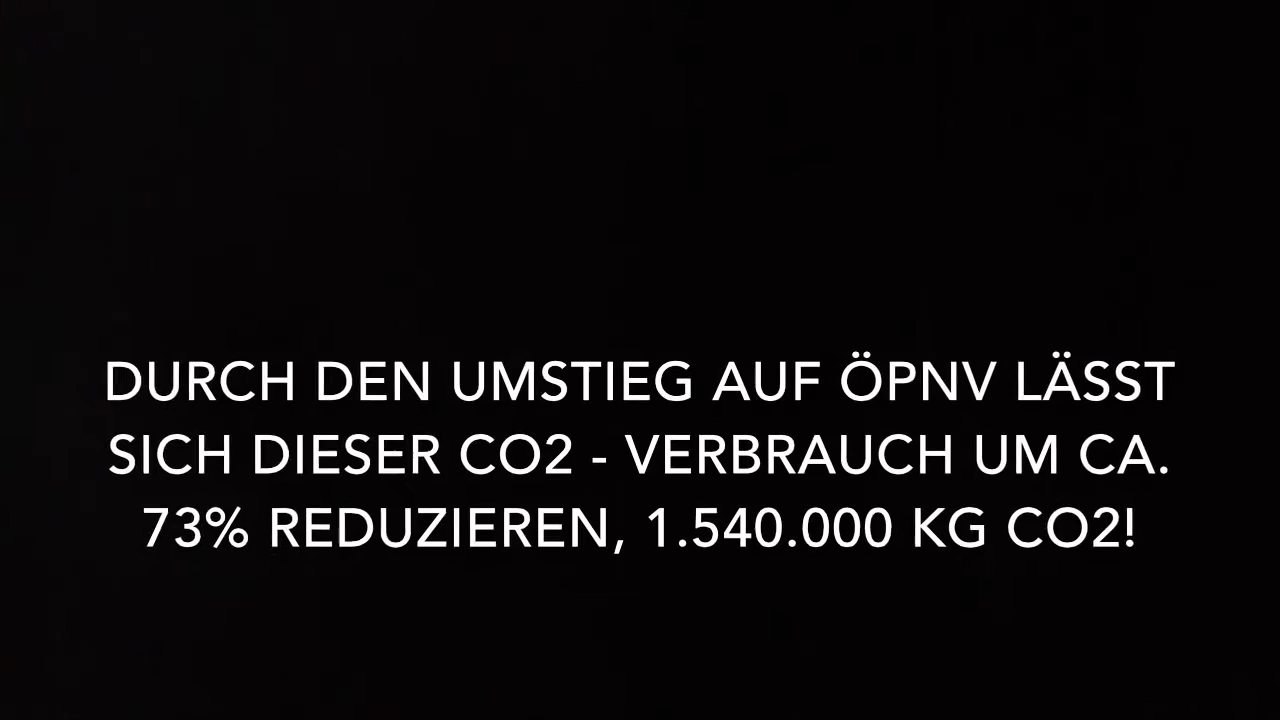 DURCH DEN UMSTIEG AUF ÖPNV LÄSST
SICH DIESER CO2 - VERBRAUCH UM CA.
73% REDUZIEREN, 1.540.000 KG CO2!